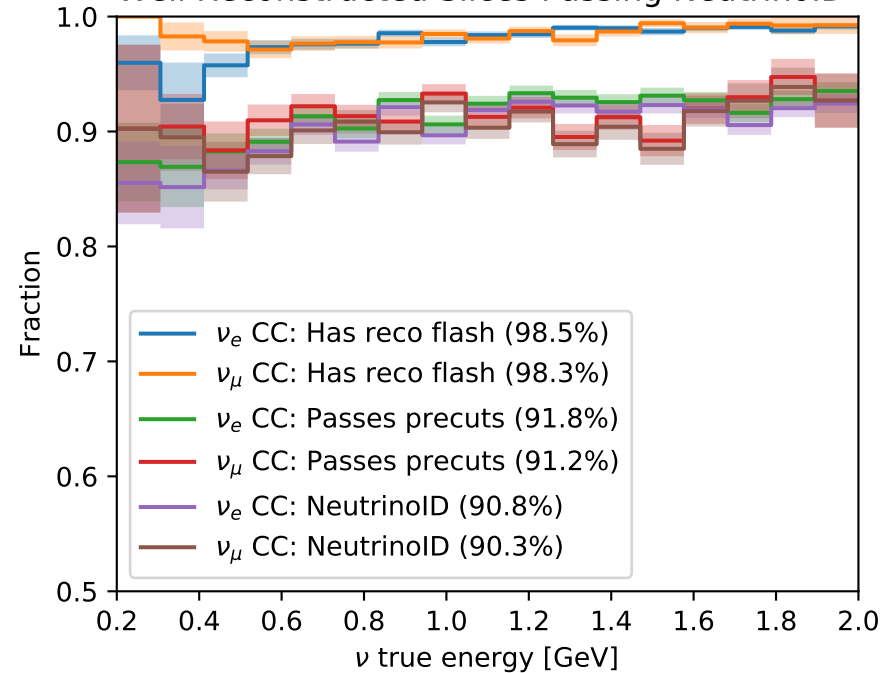 1.0
0.9
0.8
0.7
0.6
0.5
Fraction
ν_e CC: Has reco flash (98.5%)
ν_μ CC: Has reco flash (98.3%)
ν_e CC: Passes precuts (91.8%)
ν_μ CC: Passes precuts (91.2%)
ν_e CC: NeutrinoID (90.8%)
ν_μ CC: NeutrinoID (90.3%)
0.2 0.4 0.6 0.8 1.0 1.2 1.4 1.6 1.8 2.0
ν true energy [GeV]